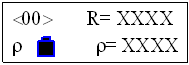 <00> R= XXXX
ρ ρ= XXXX